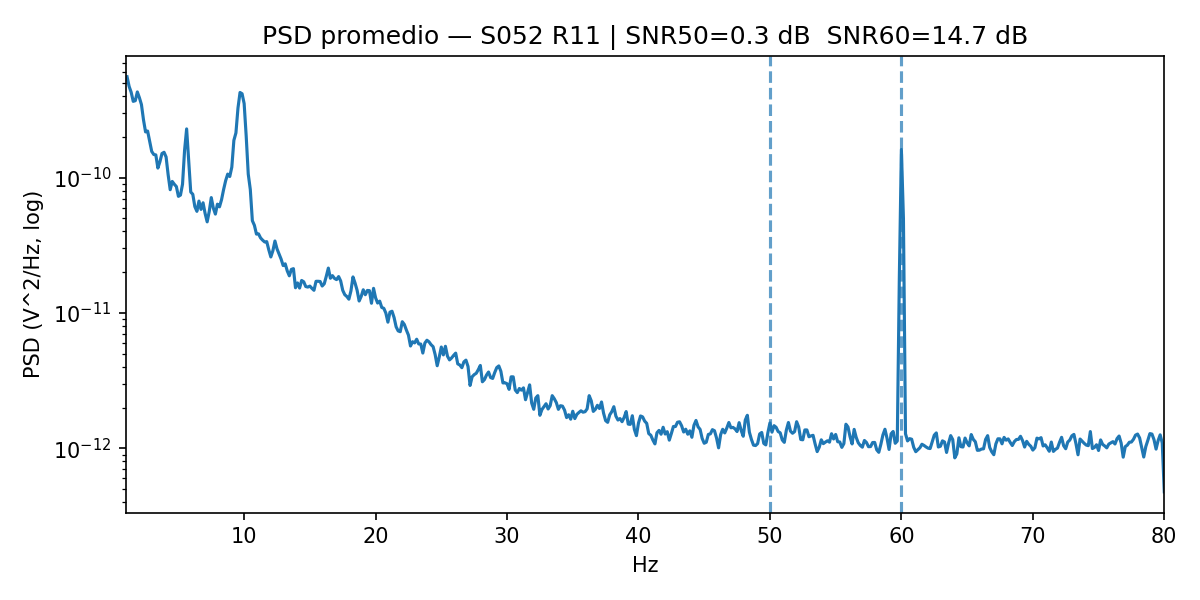 PSD promedio — S052 R11 | SNR50=0.3 dB  SNR60=14.7 dB
PSD (V^2/Hz, log)
10⁻¹⁰
10⁻¹¹
10⁻¹²
10 20 30 40 50 60 70 80
Hz